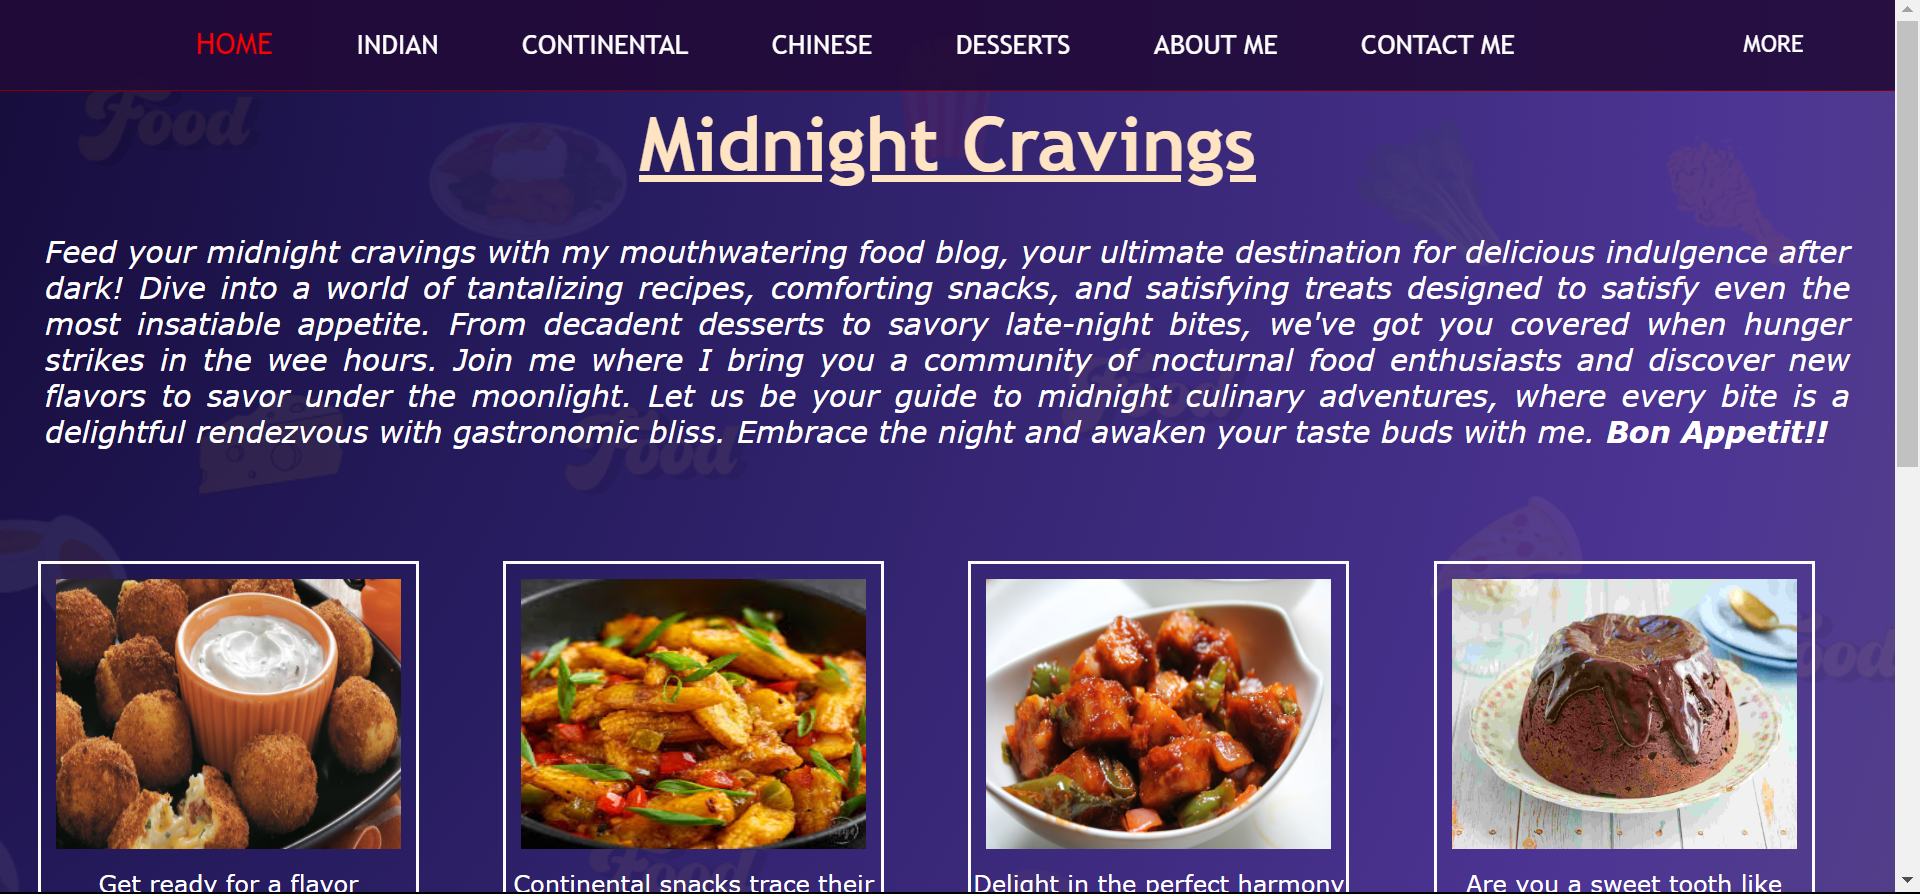 HOME INDIAN CONTINENTAL CHINESE DESSERTS ABOUT ME CONTACT ME MORE
Food
Midnight Cravings
Feed your midnight cravings with my mouthwatering food blog, your ultimate destination for delicious indulgence after
dark! Dive into a world of tantalizing recipes, comforting snacks, and satisfying treats designed to satisfy even the
most insatiable appetite. From decadent desserts to savory late-night bites, we've got you covered when hunger
strikes in the wee hours. Join me where I bring you a community of nocturnal food enthusiasts and discover new
flavors to savor under the moonlight. Let us be your guide to midnight culinary adventures, where every bite is a
delightful rendezvous with gastronomic bliss. Embrace the night and awaken your taste buds with me. Bon Appetit!!
Food
Food
Food
Get ready for a flavor
Continental snacks trace their
Delight in the perfect harmony
Are you a sweet tooth like